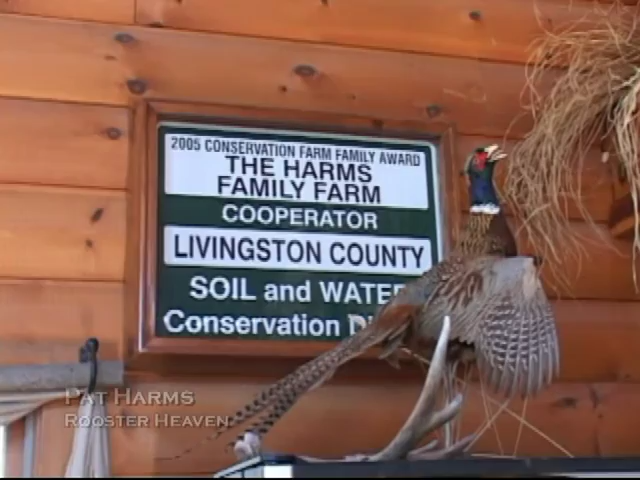 2005 CONSERVATION FARM FAMILY AWARD
THE HARMS
FAMILY FARM
COOPERATOR
LIVINGSTON COUNTY
SOIL and WATE
Conservation D
PAT HARMS
ROOSTER HEAVEN